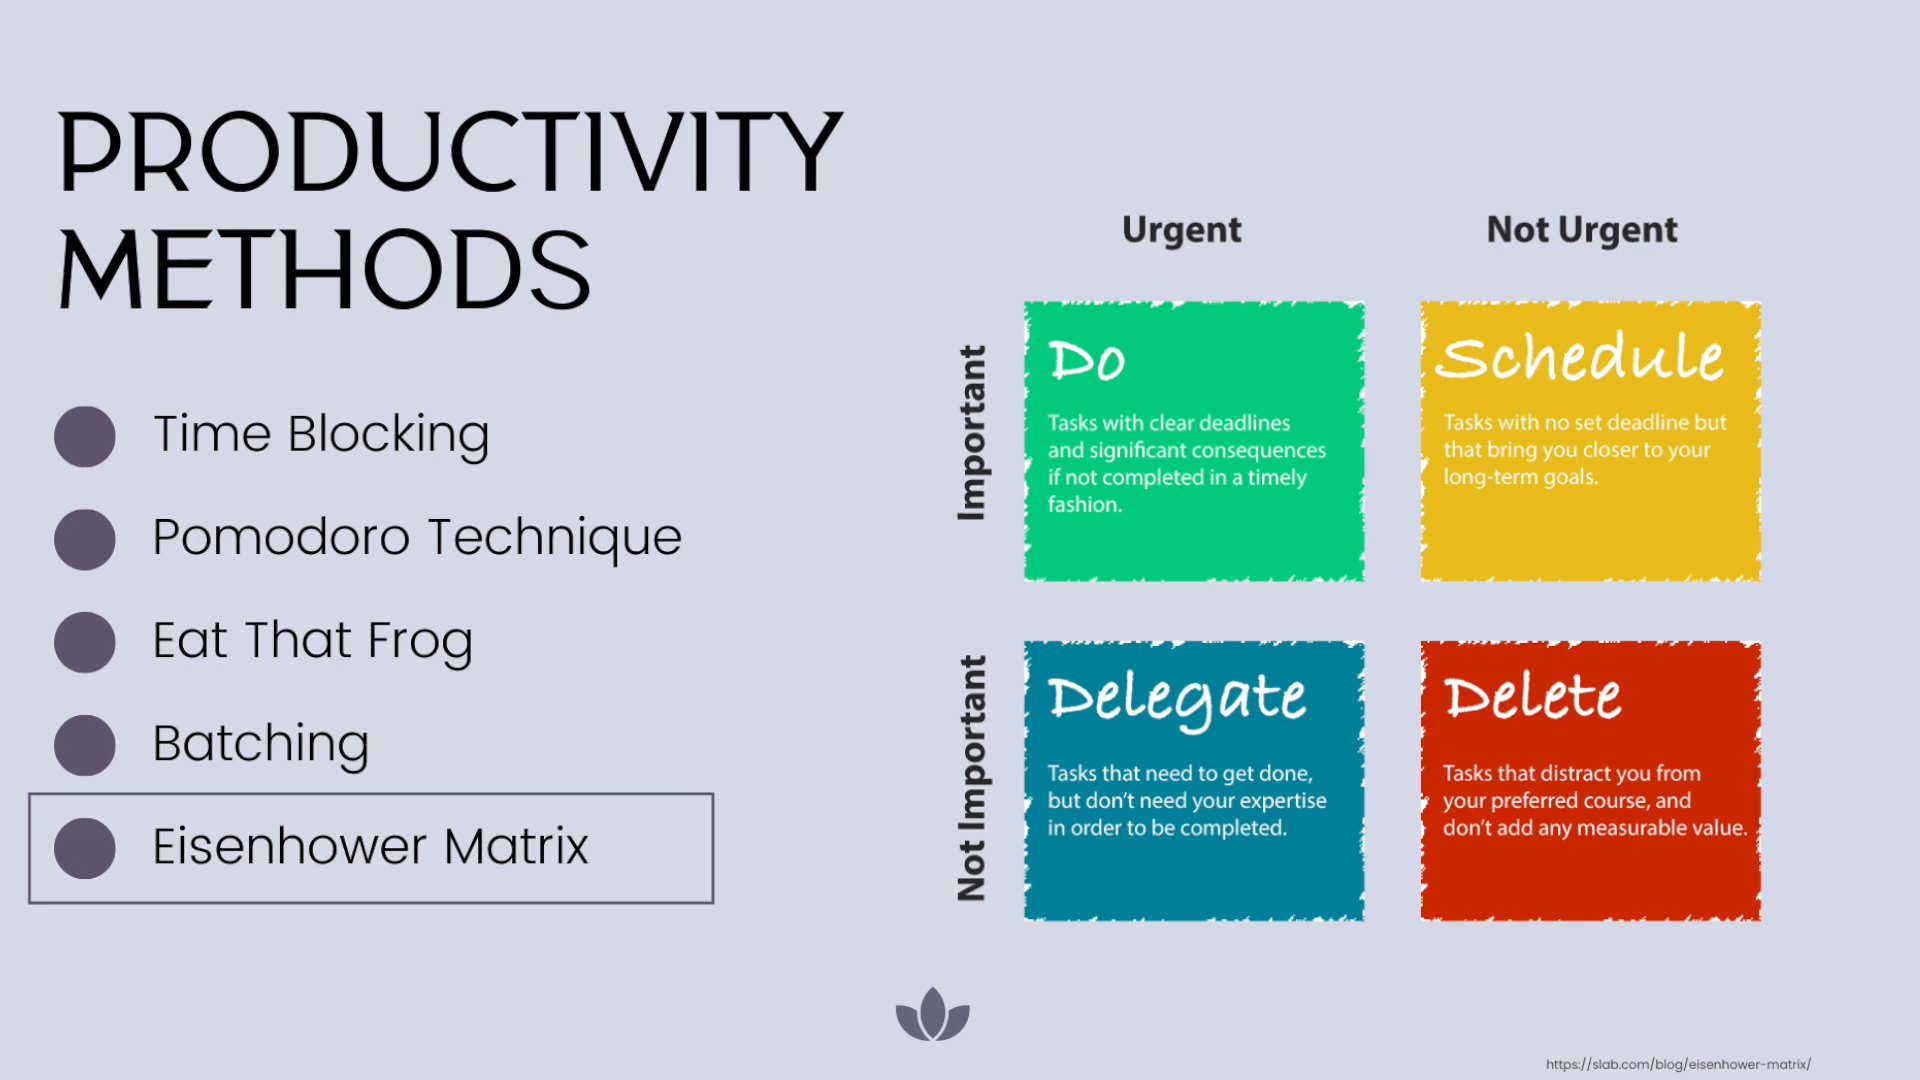 PRODUCTIVITY
METHODS
Time Blocking
Pomodoro Technique
Eat That Frog
Batching
Eisenhower Matrix
Urgent
Not Urgent
Important
Do
Tasks with clear deadlines
and significant consequences
if not completed in a timely
fashion.
Schedule
Tasks with no set deadline but
that bring you closer to your
long-term goals.
Not Important
Delegate
Tasks that need to get done,
but don’t need your expertise
in order to be completed.
Delete
Tasks that distract you from
your preferred course, and
don’t add any measurable value.
https://slab.com/blog/eisenhower-matrix/